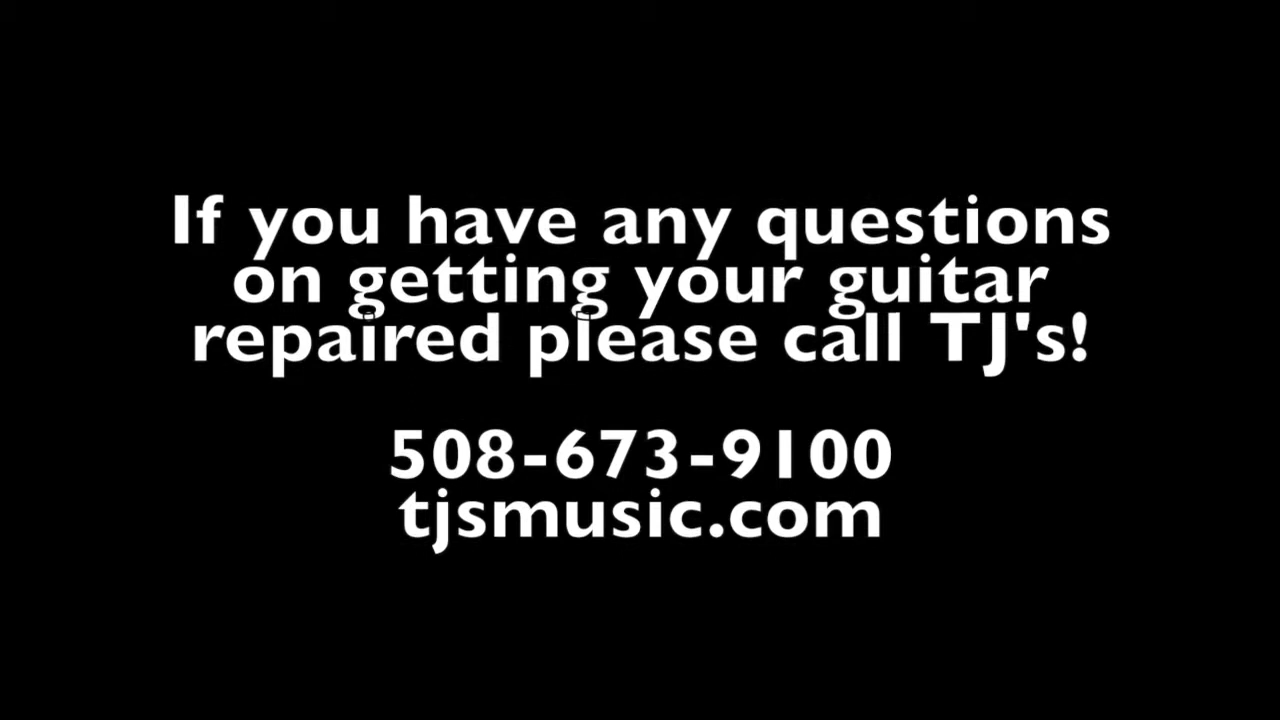 If you have any questions
on getting your guitar
repaired please call TJ's!
508-673-9100
tjsmusic.com